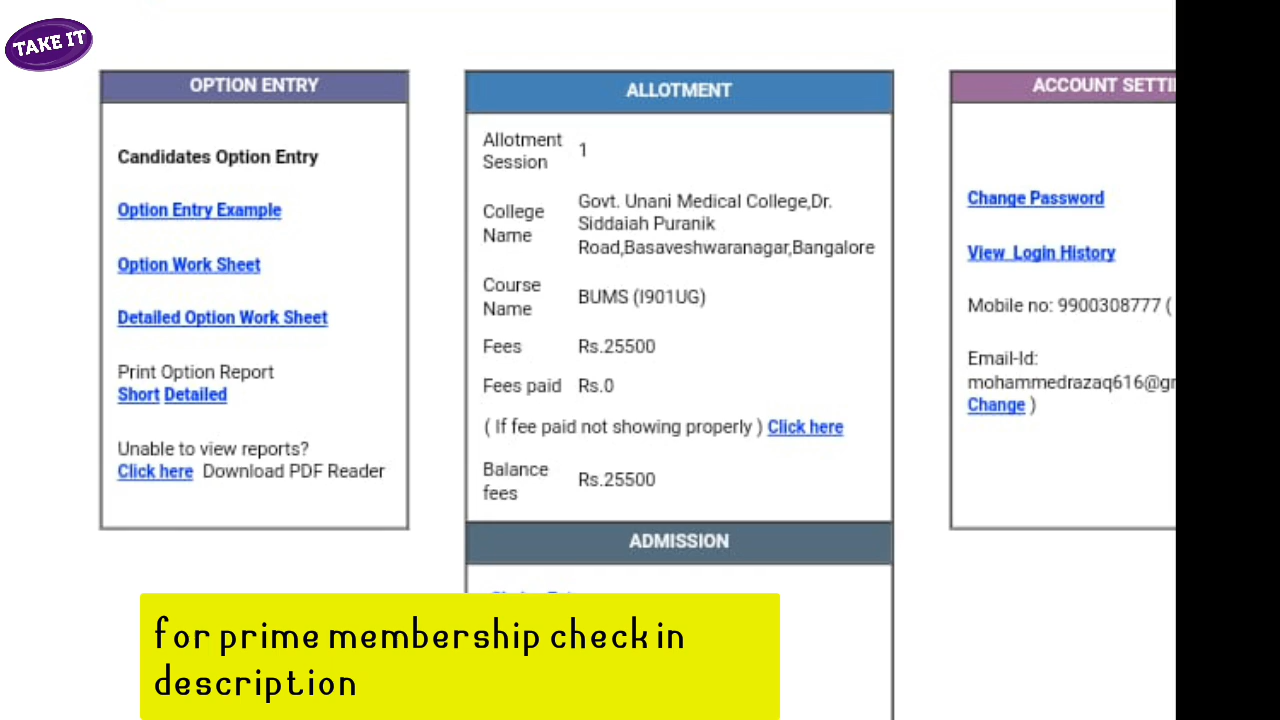 TAKE IT
OPTION ENTRY
Candidates Option Entry
Option Entry Example
Option Work Sheet
Detailed Option Work Sheet
Print Option Report
Short Detailed
Unable to view reports?
Click here Download PDF Reader
ALLOTMENT
Allotment
Session
1
College
Name
Govt. Unani Medical College,Dr.
Siddaiah Puranik
Road,Basaveshwaranagar,Bangalore
Course
Name
BUMS (I901UG)
Fees Rs.25500
Fees paid Rs.0
( If fee paid not showing properly ) Click here
Balance
fees
Rs.25500
ADMISSION
ACCOUNT SETTI
Change Password
View Login History
Mobile no: 9900308777 (
Email-Id:
mohammedrazaq616@g
Change )
for prime membership check in
description